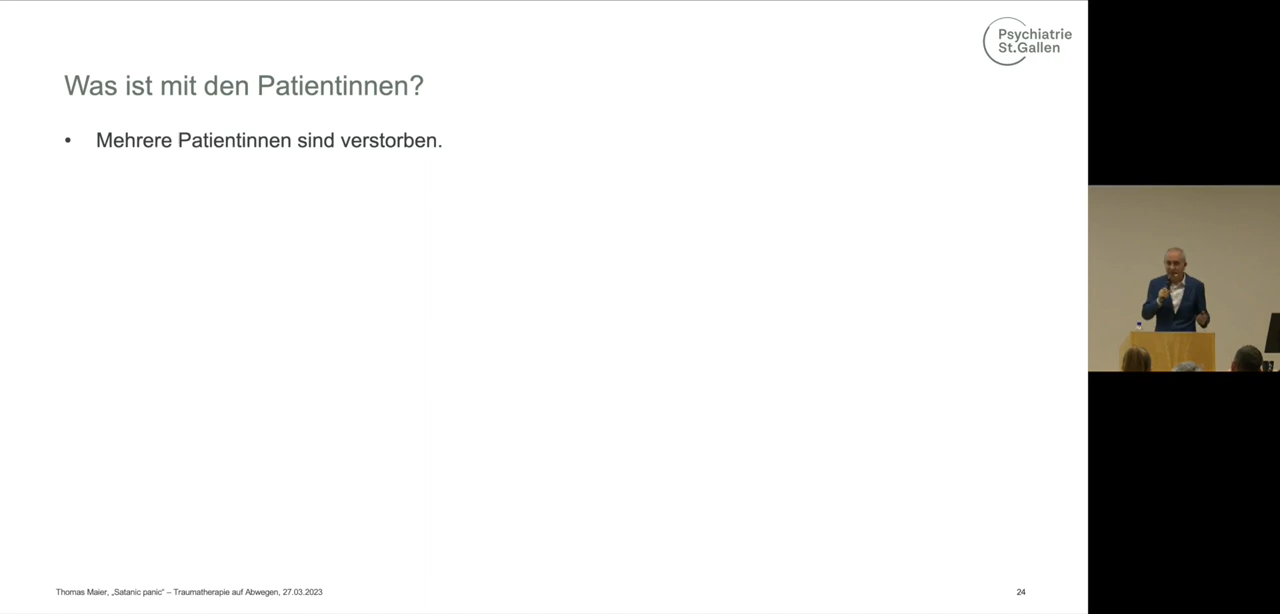 Psychiatrie
St.Gallen
Was ist mit den Patientinnen?
• Mehrere Patientinnen sind verstorben.
Thomas Maier, „Satanic panic“ – Traumatherapie auf Abwegen, 27.03.2023
24